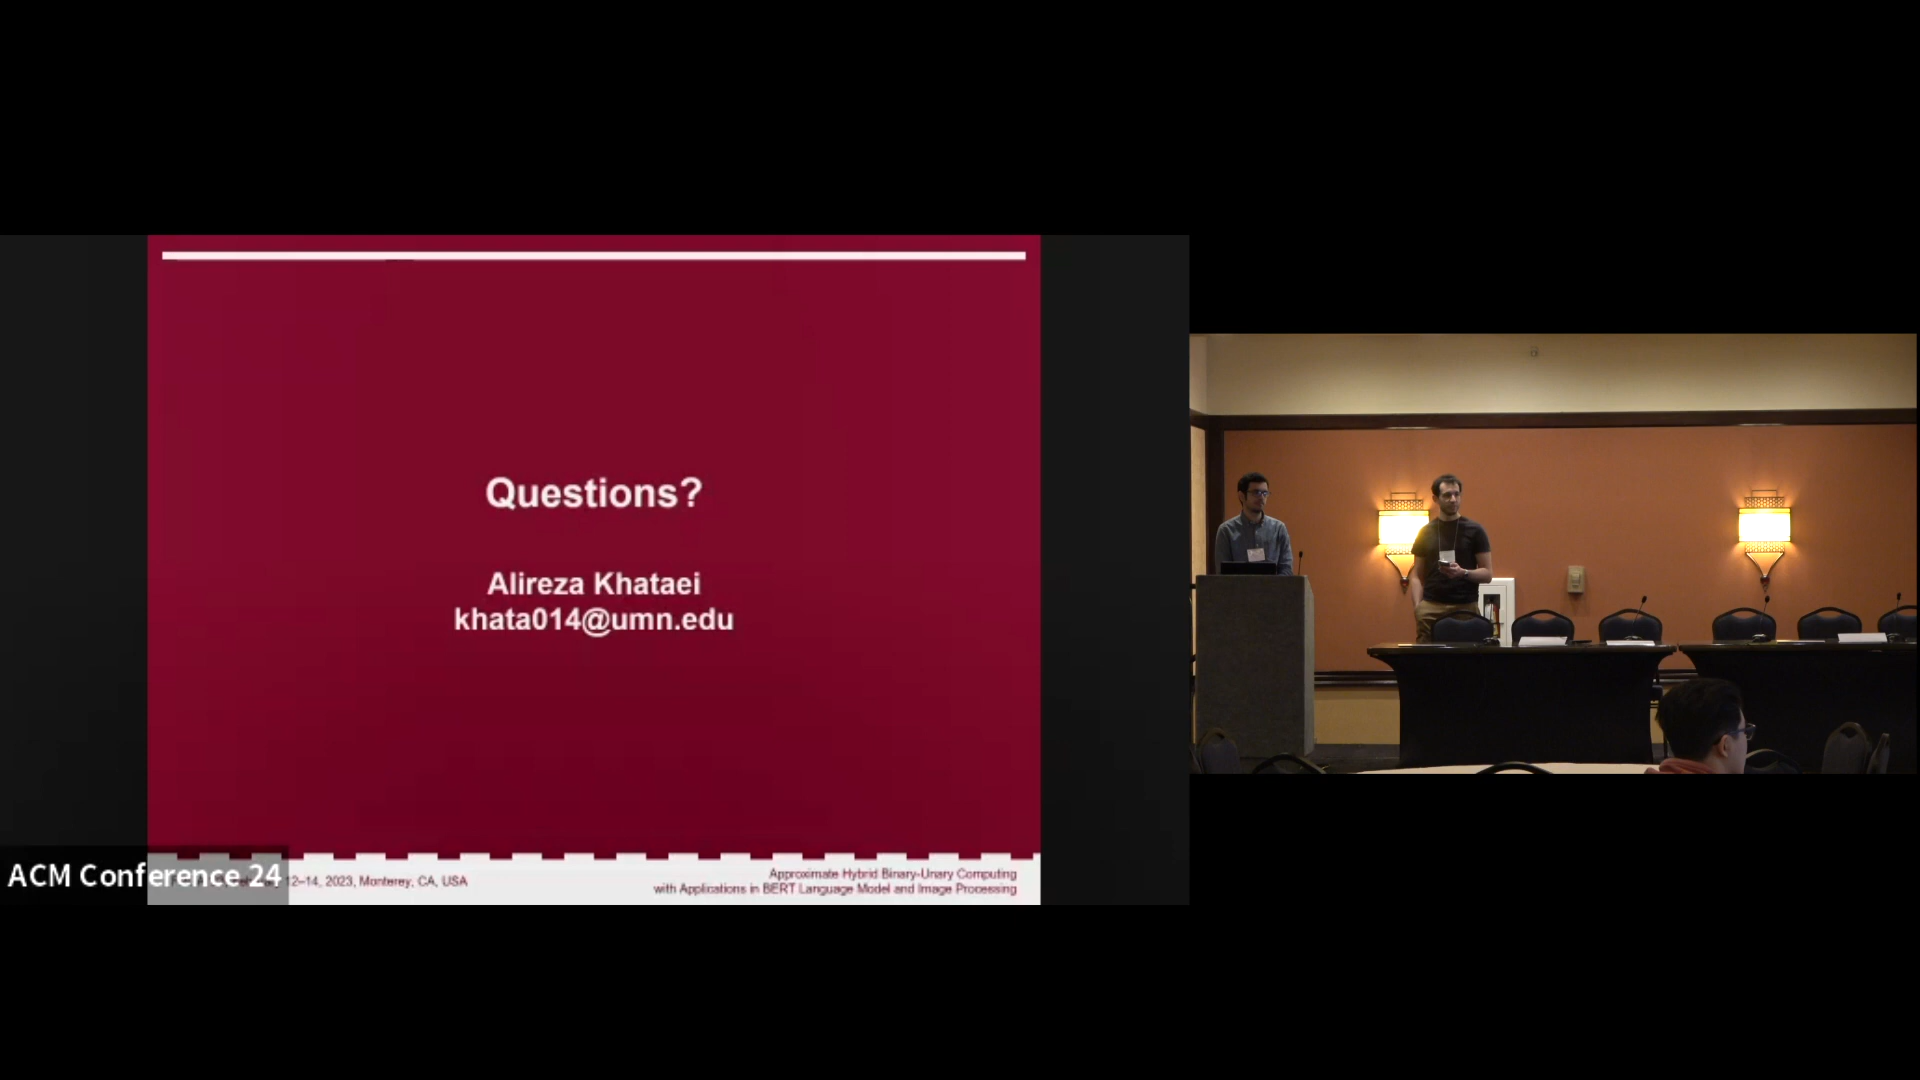 Questions?
Alireza Khataei
khata014@umn.edu
ACM Conference 24
12–14, 2023, Monterey, CA, USA
Approximate Hybrid Binary-Unary Computing
with Applications in BERT Language Model and Image Processing